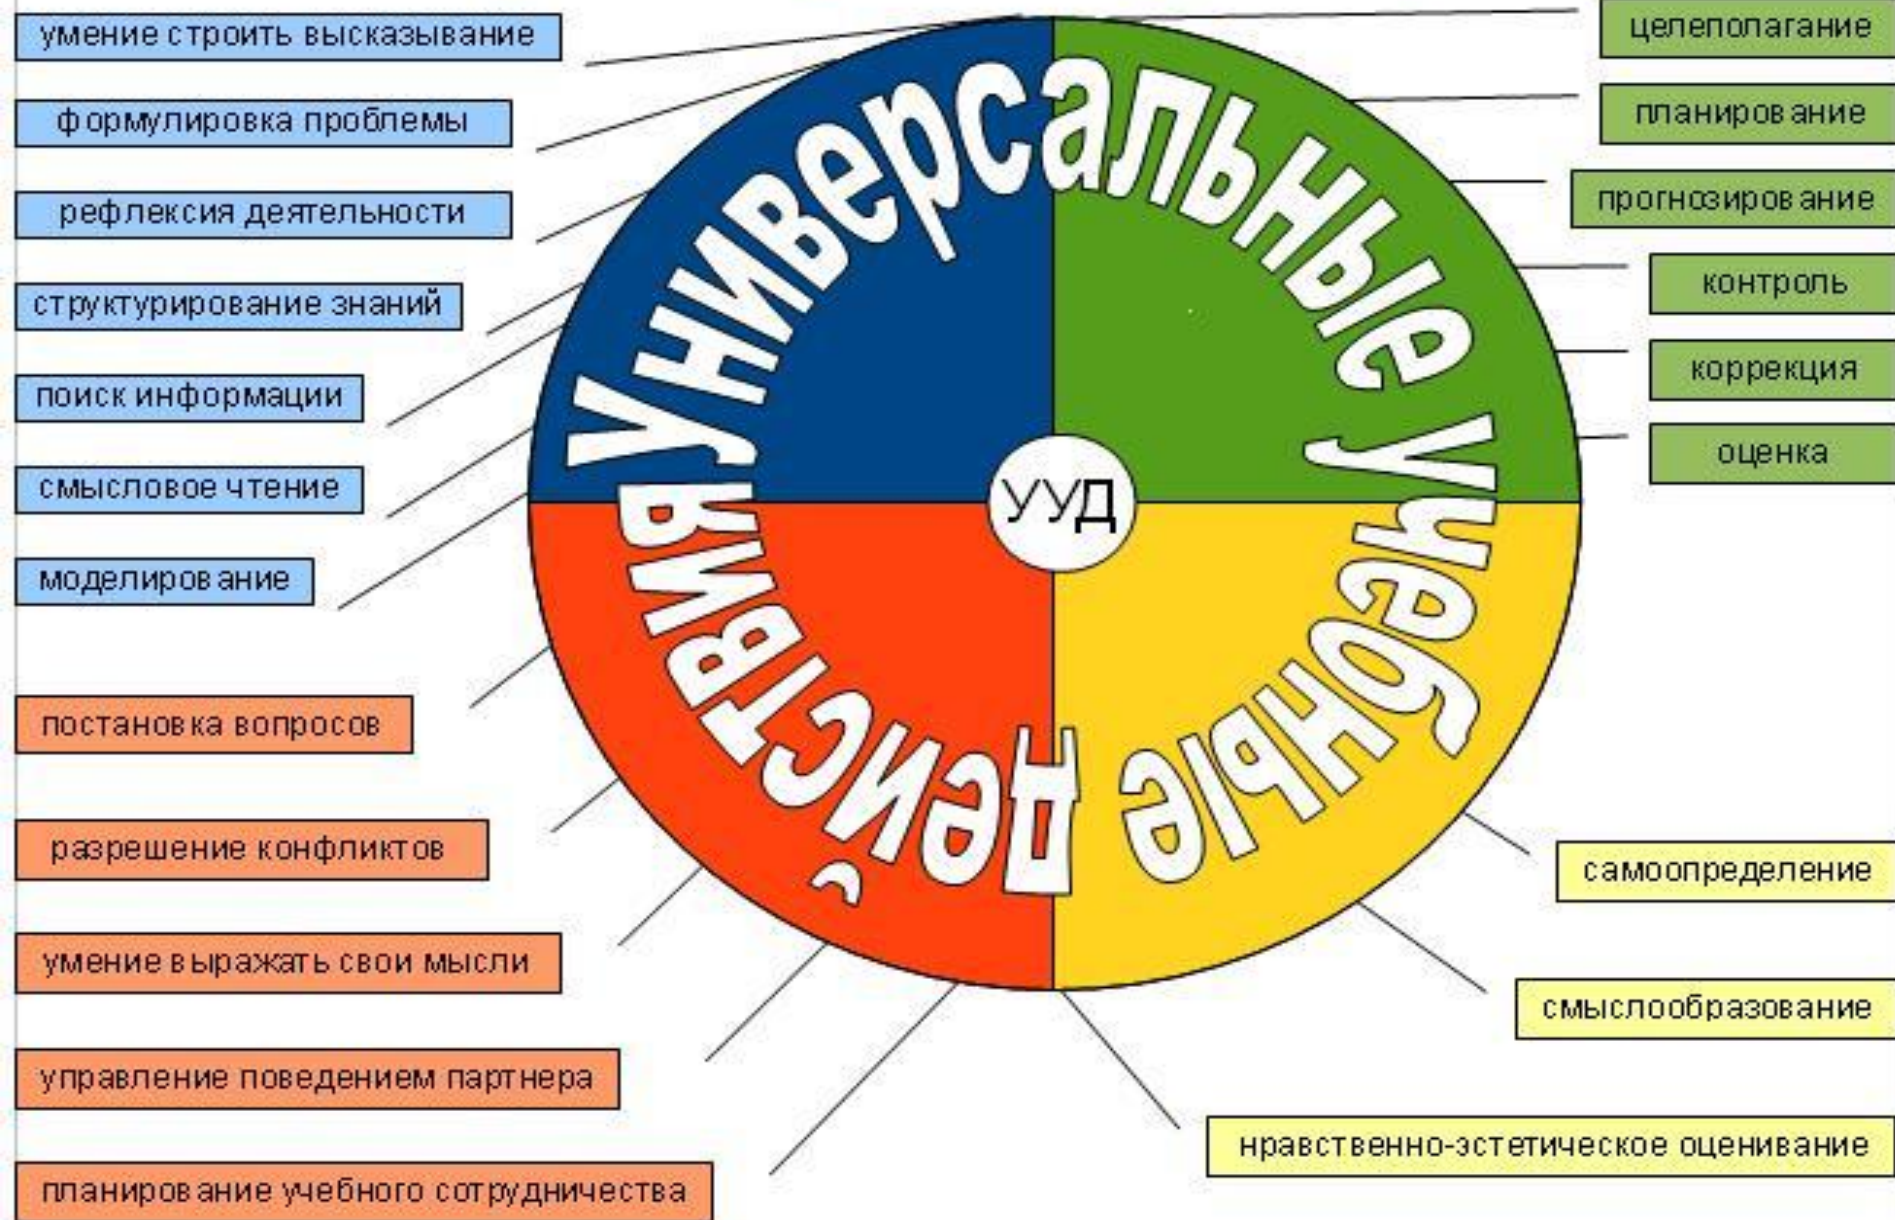 умение строить высказывание
формулировка проблемы
рефлексия деятельности
структурирование знаний
поиск информации
смысловое чтение
моделирование
постановка вопросов
разрешение конфликтов
умение выражать свои мысли
управление поведением партнера
планирование учебного сотрудничества
Универсальные учебные действия
УУД
целеполагание
планирование
прогнозирование
контроль
коррекция
оценка
самоопределение
смыслообразование
нравственно-эстетическое оценивание